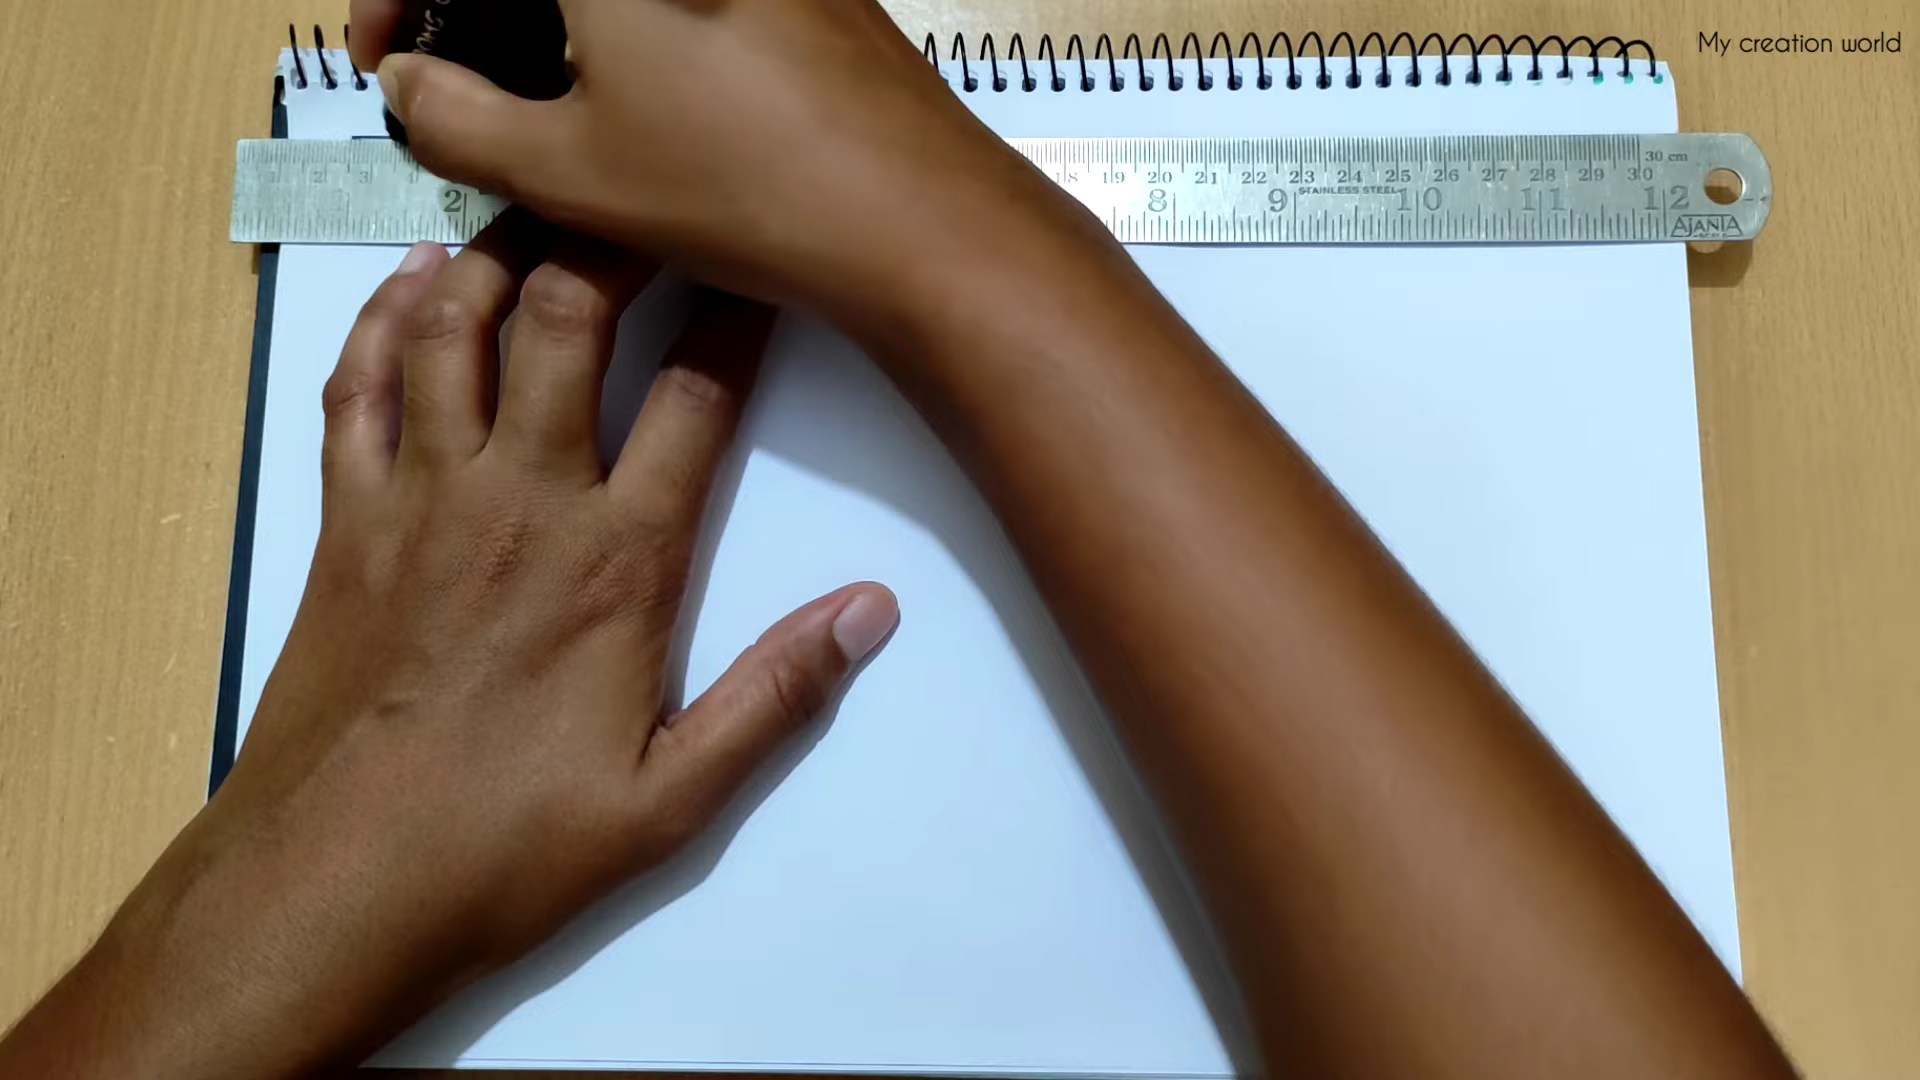 My creation world
1 2 3 4 18 19 20 21 22 23 24 25 26 27 28 29 30 30 cm
STAINLESS STEEL
2 8 9 10 11 12
AJANTA